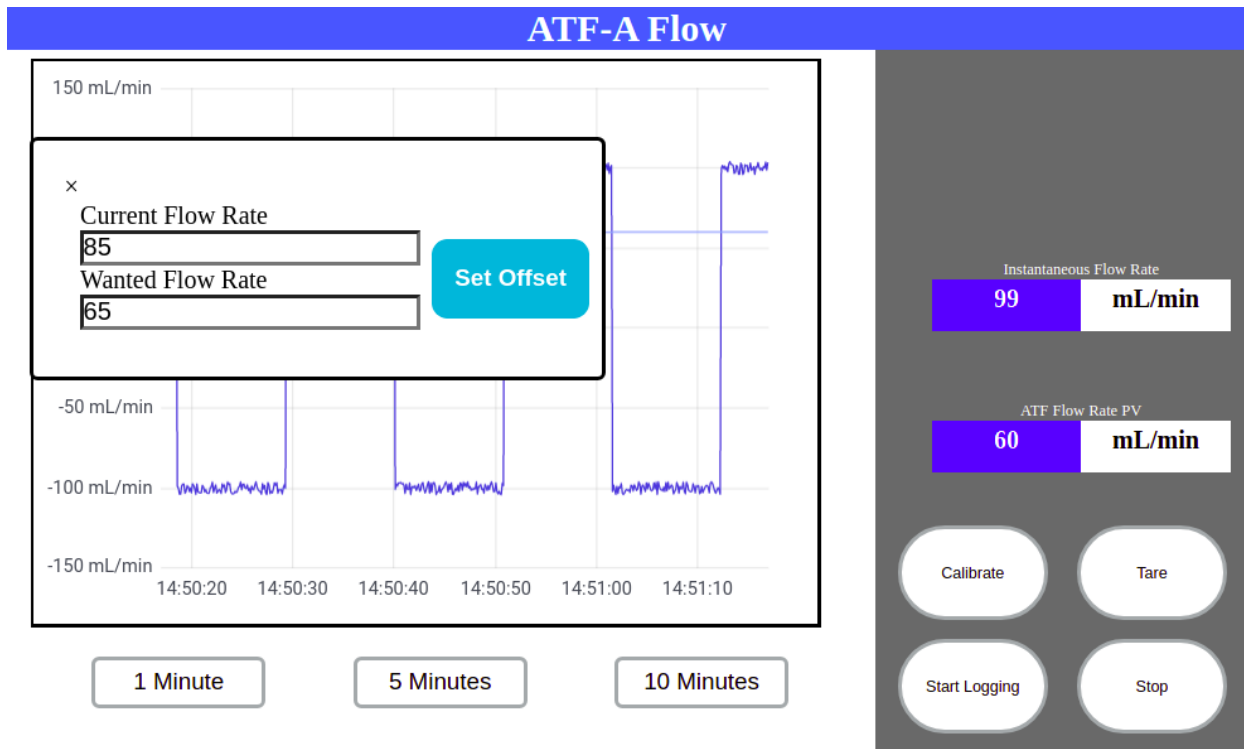 ATF-A Flow
150 mL/min
×
Current Flow Rate
85
Wanted Flow Rate
65
Set Offset
-50 mL/min
-100 mL/min
-150 mL/min
14:50:20 14:50:30 14:50:40 14:50:50 14:51:00 14:51:10
1 Minute 5 Minutes 10 Minutes
Instantaneous Flow Rate
99 mL/min
ATF Flow Rate PV
60 mL/min
Calibrate Tare
Start Logging Stop